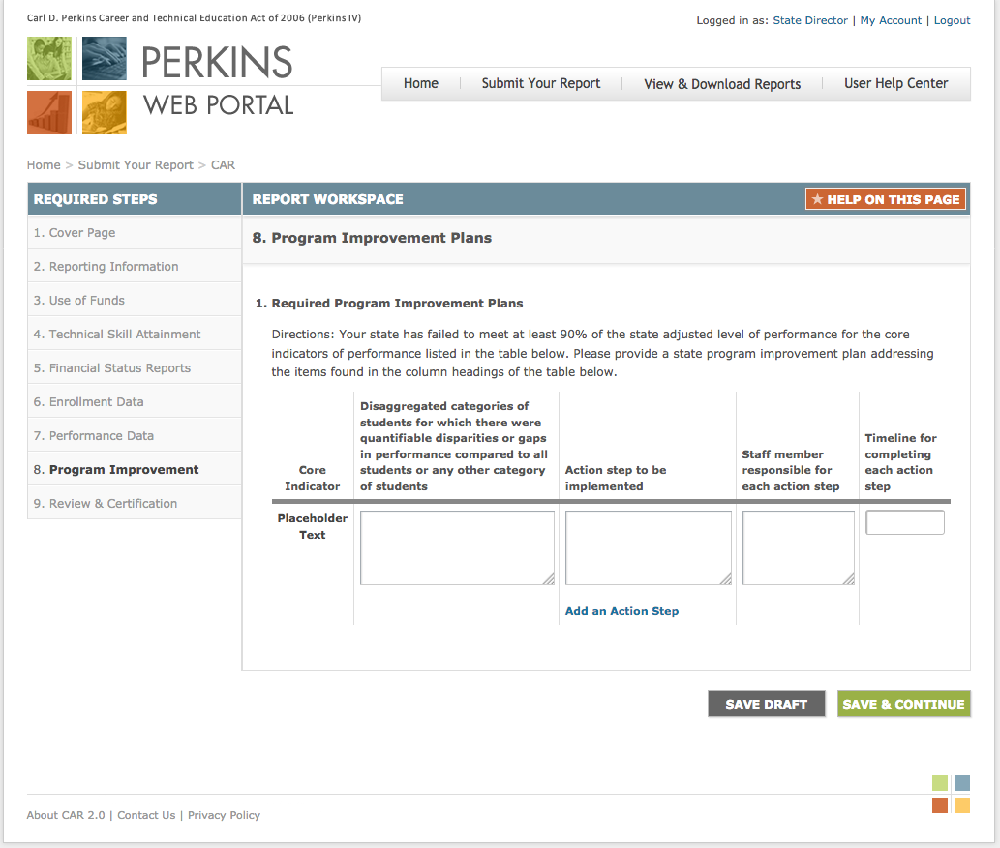 Carl D. Perkins Career and Technical Education Act of 2006 (Perkins IV)
Logged in as: State Director | My Account | Logout
PERKINS
WEB PORTAL
Home
Submit Your Report
View & Download Reports
User Help Center
Home > Submit Your Report > CAR
REQUIRED STEPS
1. Cover Page
2. Reporting Information
3. Use of Funds
4. Technical Skill Attainment
5. Financial Status Reports
6. Enrollment Data
7. Performance Data
8. Program Improvement
9. Review & Certification
REPORT WORKSPACE
HELP ON THIS PAGE
8. Program Improvement Plans
1. Required Program Improvement Plans
Directions: Your state has failed to meet at least 90% of the state adjusted level of performance for the core
indicators of performance listed in the table below. Please provide a state program improvement plan addressing
the items found in the column headings of the table below.
Core
Indicator
Disaggregated categories of
students for which there were
quantifiable disparities or gaps
in performance compared to all
students or any other category
of students
Action step to be
implemented
Staff member
responsible for
each action step
Timeline for
completing
each action
step
Placeholder
Text
Add an Action Step
SAVE DRAFT
SAVE & CONTINUE
About CAR 2.0 | Contact Us | Privacy Policy